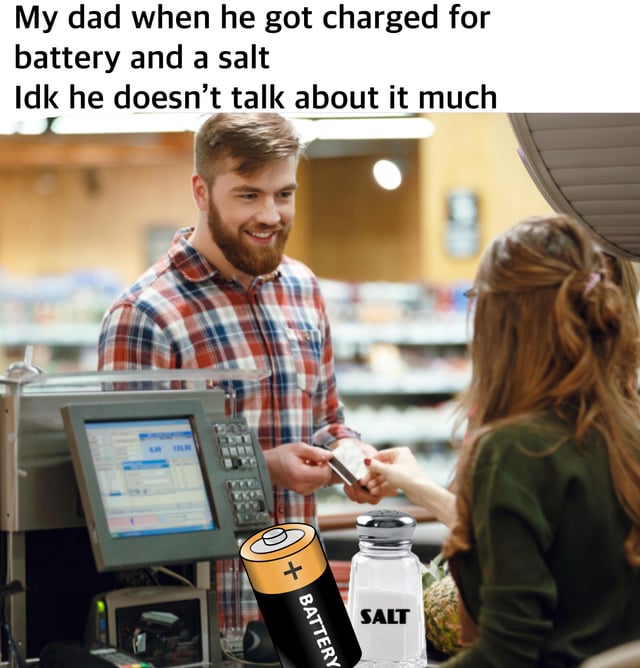 My dad when he got charged for
battery and a salt
Idk he doesn't talk about it much
+
BATTERY
SALT